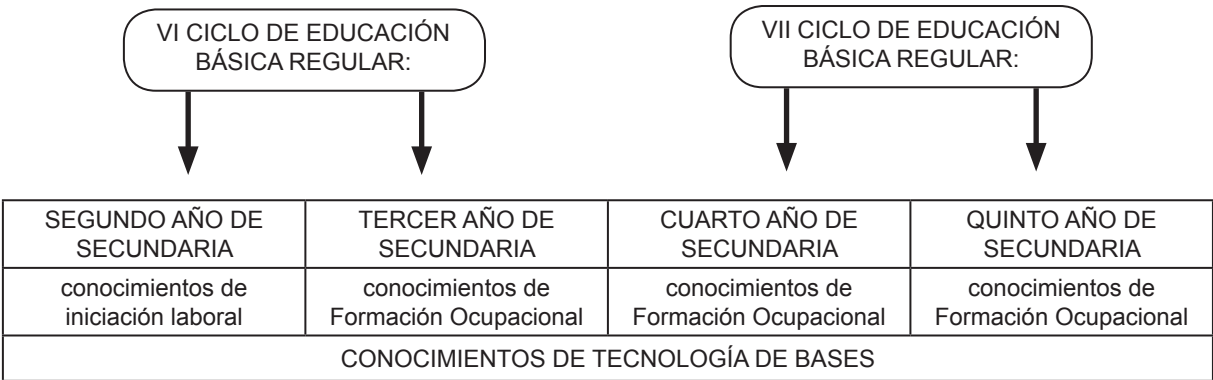 VI CICLO DE EDUCACIÓN
BÁSICA REGULAR:
VII CICLO DE EDUCACIÓN
BÁSICA REGULAR:
SEGUNDO AÑO DE
SECUNDARIA
TERCER AÑO DE
SECUNDARIA
CUARTO AÑO DE
SECUNDARIA
QUINTO AÑO DE
SECUNDARIA
conocimientos de
iniciación laboral
conocimientos de
Formación Ocupacional
conocimientos de
Formación Ocupacional
conocimientos de
Formación Ocupacional
CONOCIMIENTOS DE TECNOLOGÍA DE BASES